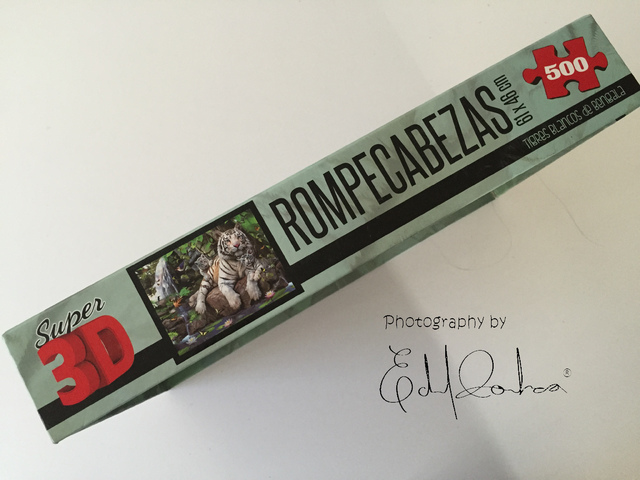 Super
3D
ROMPECABEZAS
61 x 46 cm
500
TIGRES BLANCOS DE BENGALA
Photography by
®